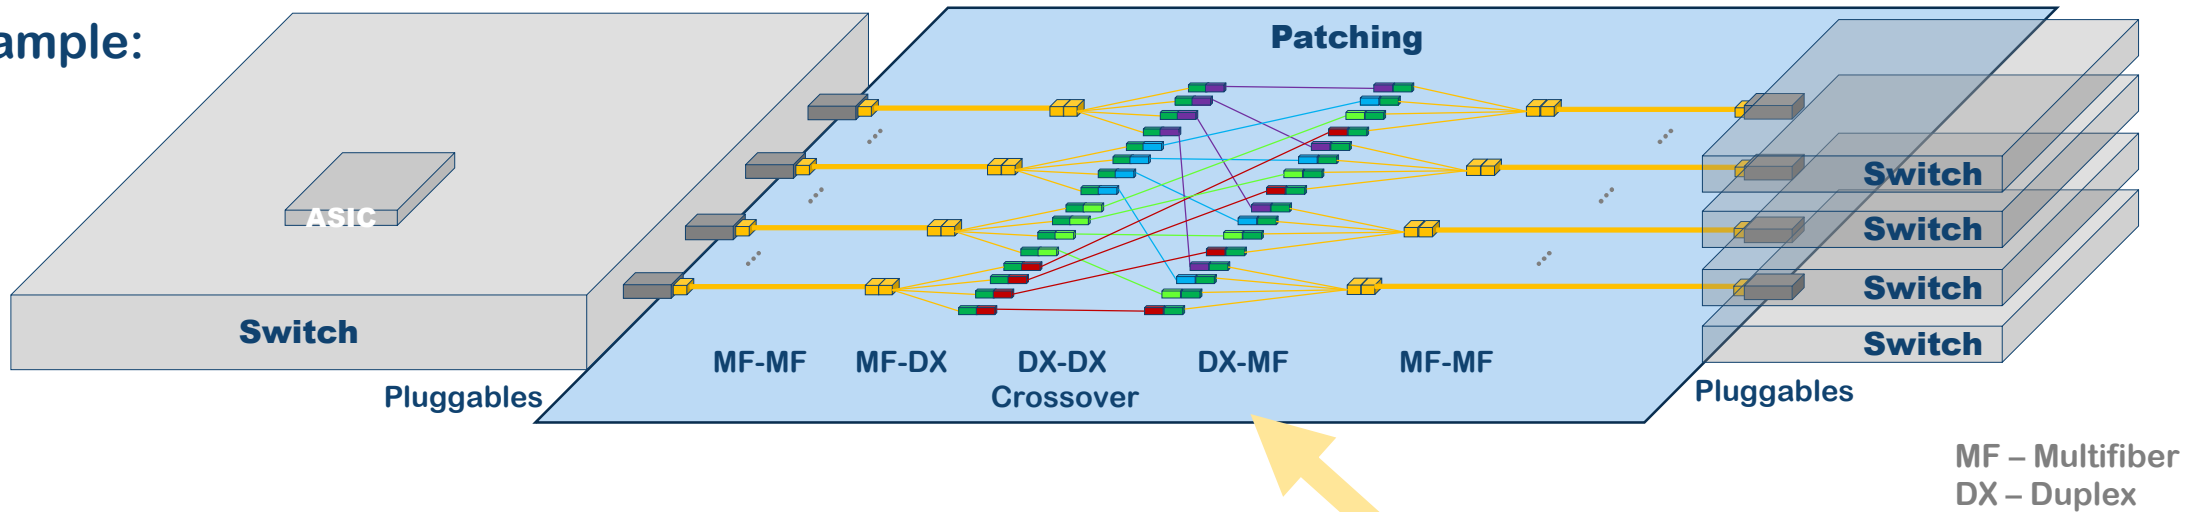 ample:
Patching
ASIC
Switch
Switch
Switch
Switch
Switch
MF-MF
MF-DX
DX-DX
Crossover
DX-MF
MF-MF
Pluggables
Pluggables
MF – Multifiber
DX – Duplex